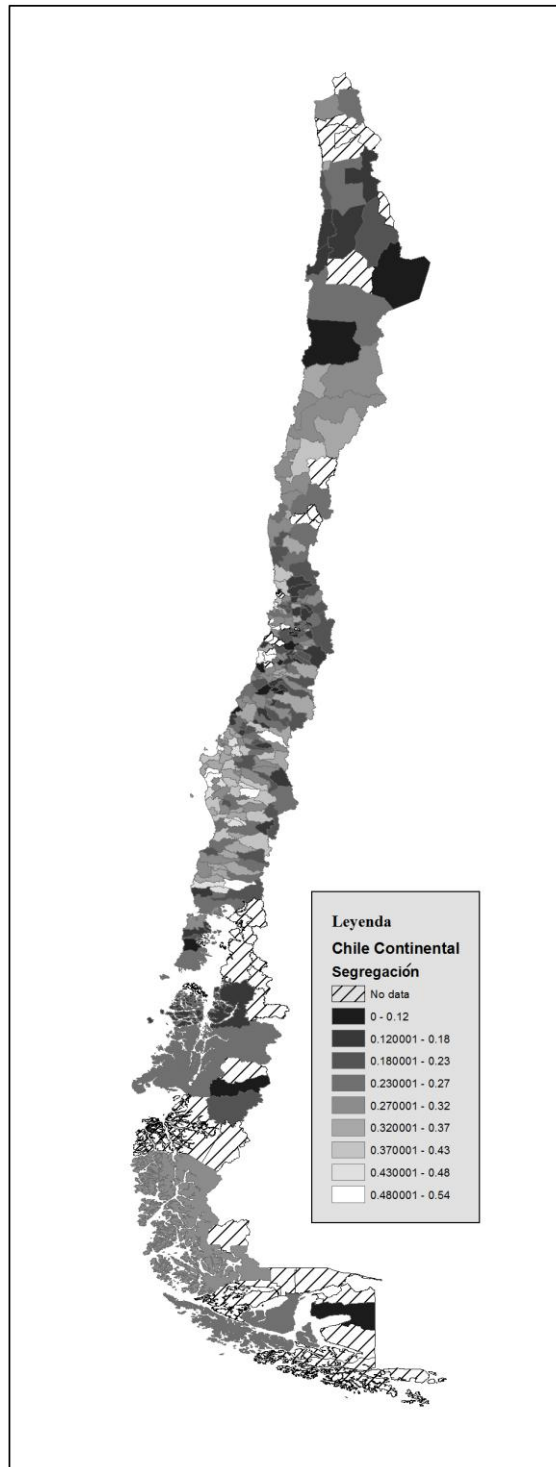 Leyenda
Chile Continental
Segregación
No data
0 - 0.12
0.120001 - 0.18
0.180001 - 0.23
0.230001 - 0.27
0.270001 - 0.32
0.320001 - 0.37
0.370001 - 0.43
0.430001 - 0.48
0.480001 - 0.54